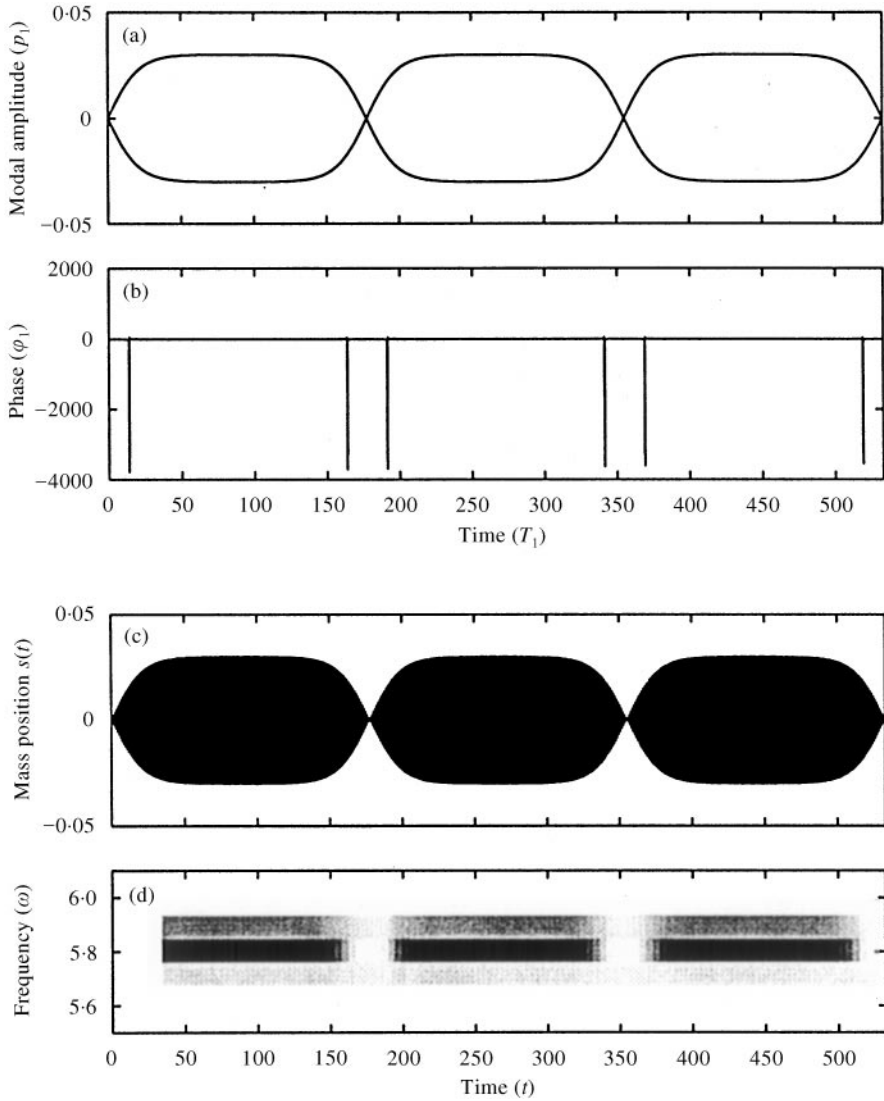 0·05
(a)
Modal amplitude (p₁)
0
−0·05
2000
(b)
Phase (φ₁)
0
−2000
−4000
0 50 100 150 200 250 300 350 400 450 500
Time (T₁)
0·05
(c)
Mass position s(t)
0
−0·05
6·0
(d)
Frequency (ω)
5·8
5·6
0 50 100 150 200 250 300 350 400 450 500
Time (t)